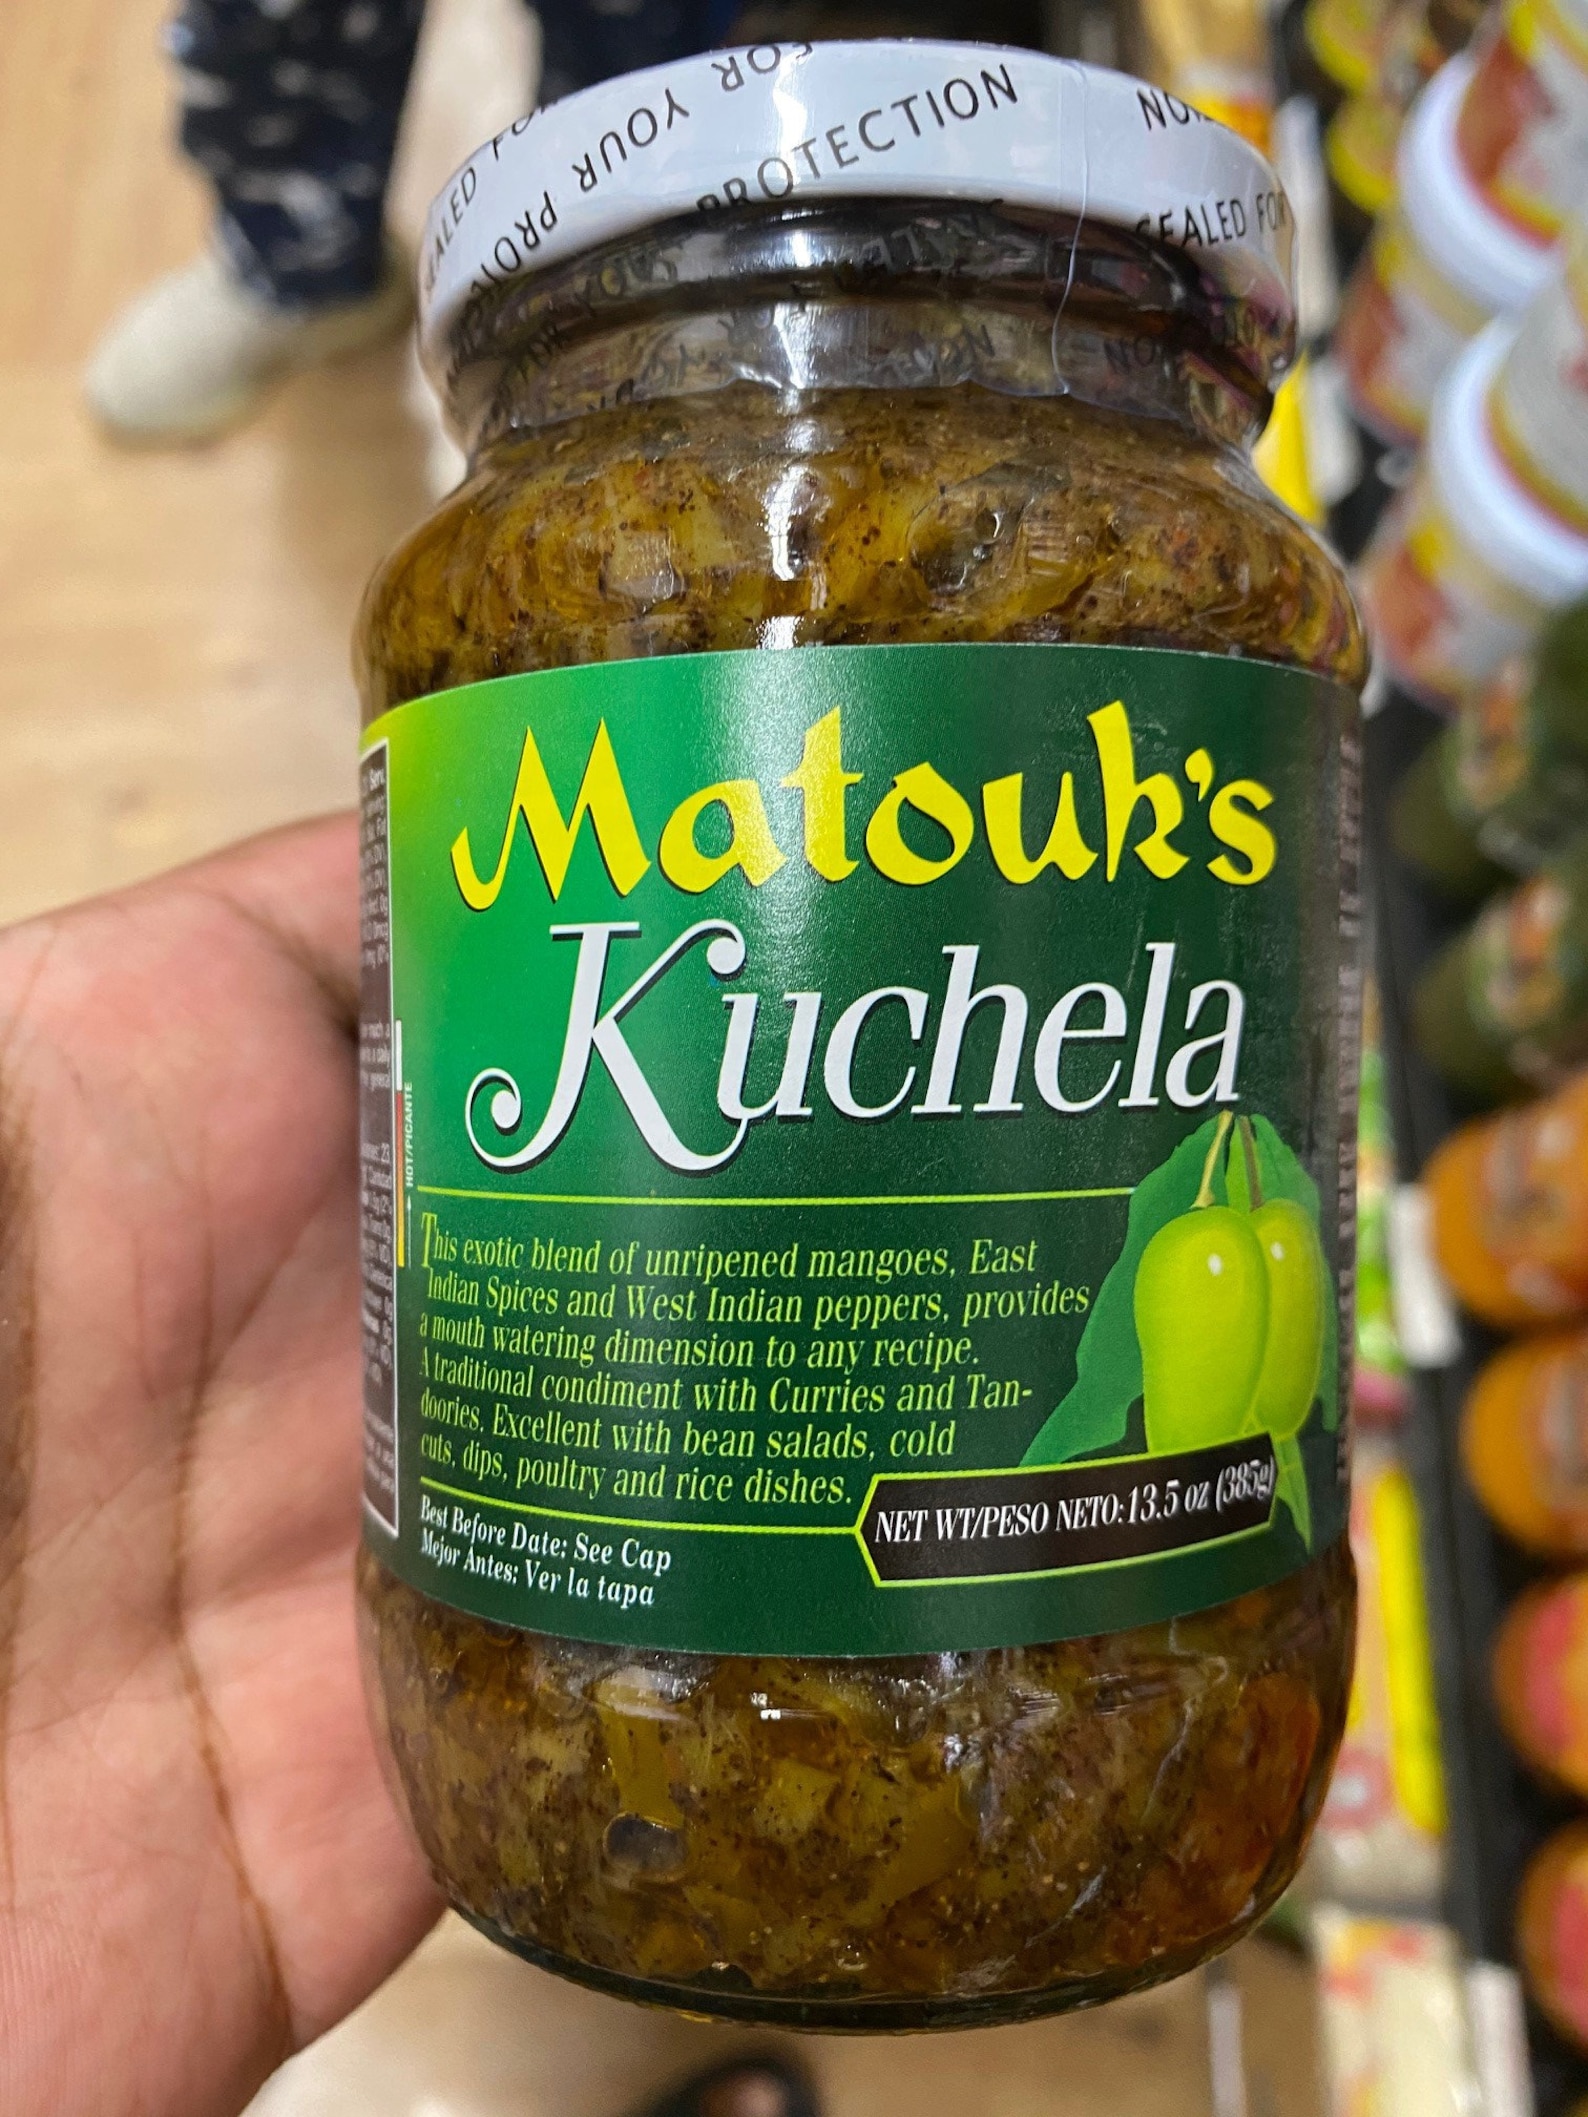 FOR
YOUR
PROTECTION
SEALED FOR
Matouk's
Kuchela
HOT/PICANTE
This exotic blend of unripened mangoes, East
Indian Spices and West Indian peppers, provides
a mouth watering dimension to any recipe.
A traditional condiment with Curries and Tan-
doories. Excellent with bean salads, cold
cuts, dips, poultry and rice dishes.
NET WT/PESO NETO:13.5 oz (385g)
Best Before Date: See Cap
Mejor Antes: Ver la tapa